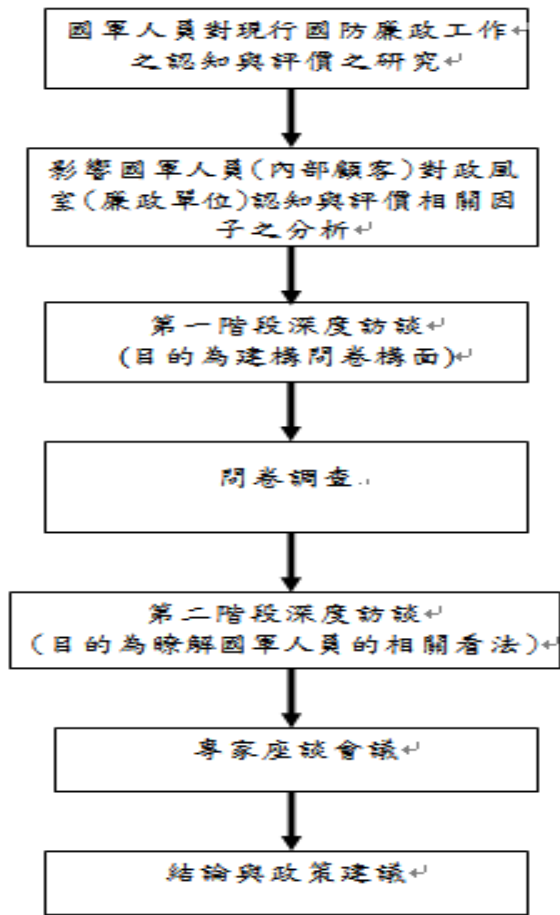 國軍人員對現行國防廉政工作
之認知與評價之研究
影響國軍人員(內部顧客)對政風
室(廉政單位)認知與評價相關因
子之分析
第一階段深度訪談
(目的為建構問卷構面)
問卷調查
第二階段深度訪談
(目的為瞭解國軍人員的相關看法)
專家座談會議
結論與政策建議